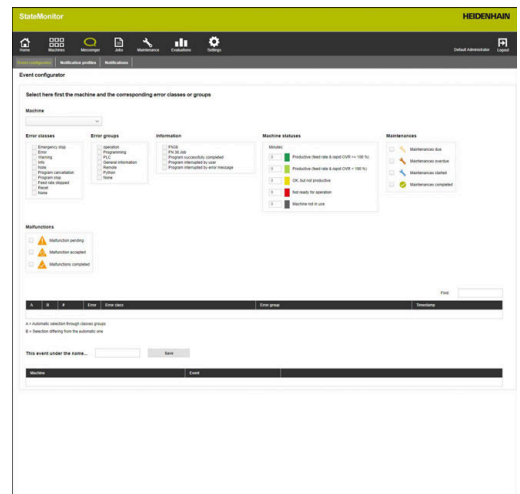 StateMonitor
HEIDENHAIN
Home
Machines
Messenger
Jobs
Maintenance
Evaluations
Settings
Default Administrator
Logout
Event configurator
Notification profiles
Notifications
Event configurator
Select here first the machine and the corresponding error classes or groups
Machine
Error classes
Emergency stop
Error
Warning
Info
Note
Program cancellation
Program stop
Feed rate stopped
Reset
None
Error groups
operation
Programming
PLC
General information
Remote
Python
None
Information
FN38
FN 38 Job
Program successfully completed
Program interrupted by user
Program interrupted by error message
Machine statuses
Minutes
0 Productive (feed rate & rapid OVR >= 100 %)
0 Productive (feed rate & rapid OVR < 100 %)
0 OK, but not productive
0 Not ready for operation
0 Machine not in use
Maintenances
Maintenances due
Maintenances overdue
Maintenances started
Maintenances completed
Malfunctions
Malfunction pending
Malfunction accepted
Malfunctions completed
Find:
A B # Error Error class Error group Timestamp
A = Automatic selection through classes groups
B = Selection differing from the automatic one
This event under the name... Save
Machine Event